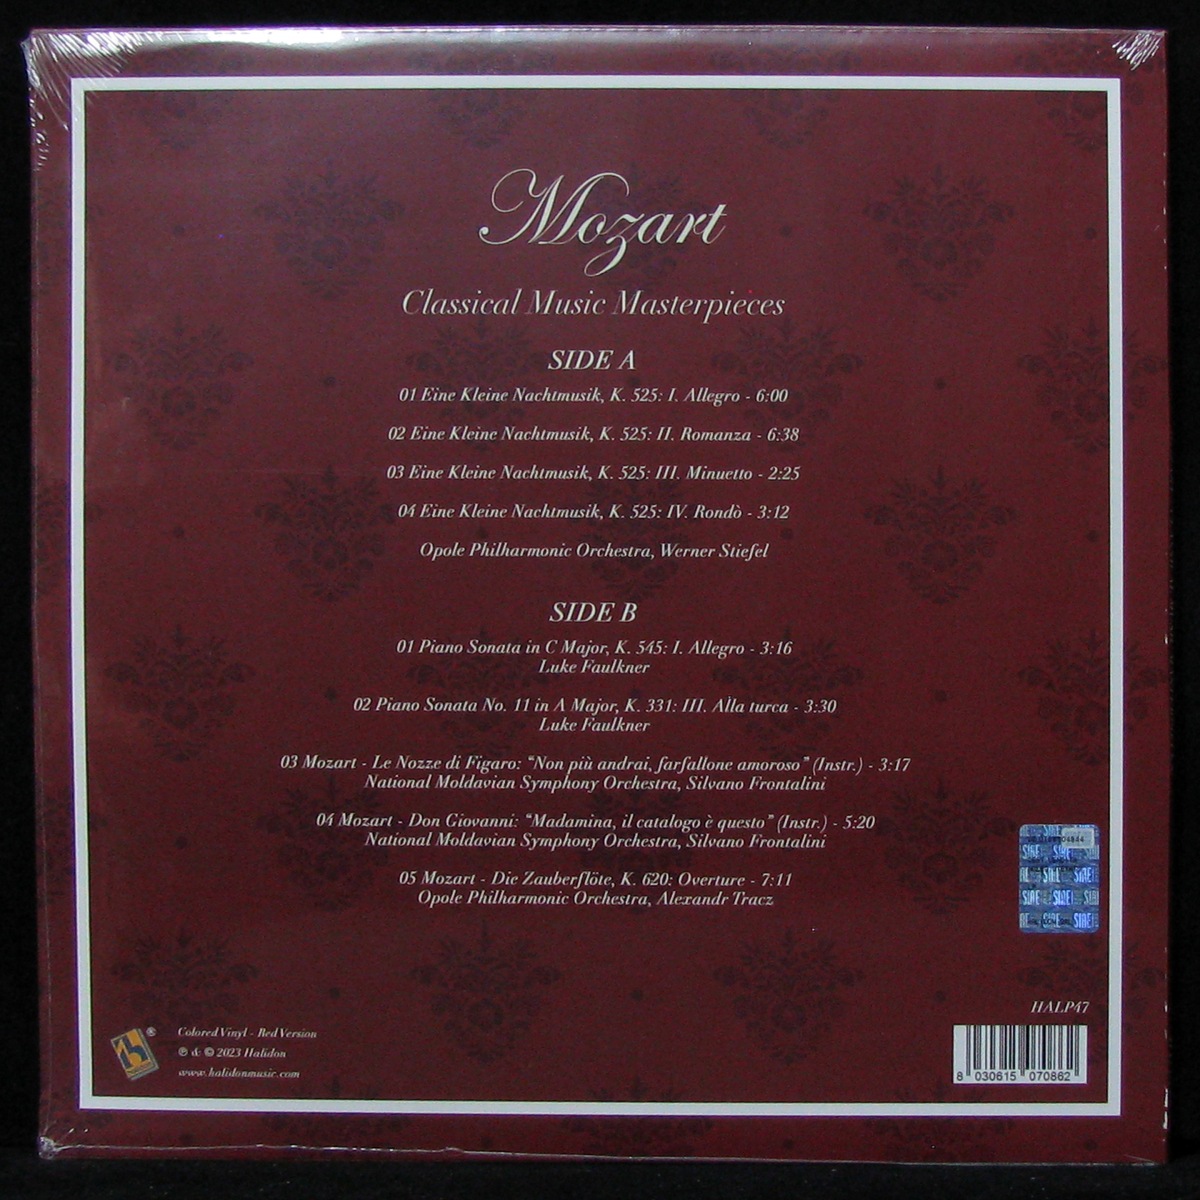 Mozart
Classical Music Masterpieces
SIDE A
01 Eine Kleine Nachtmusik, K. 525: I. Allegro - 6:00
02 Eine Kleine Nachtmusik, K. 525: II. Romanza - 6:38
03 Eine Kleine Nachtmusik, K. 525: III. Minuetto - 2:25
04 Eine Kleine Nachtmusik, K. 525: IV. Rondò - 3:12
Opole Philharmonic Orchestra, Werner Stiefel
SIDE B
01 Piano Sonata in C Major, K. 545: I. Allegro - 3:16
Luke Faulkner
02 Piano Sonata No. 11 in A Major, K. 331: III. Alla turca - 3:30
Luke Faulkner
03 Mozart - Le Nozze di Figaro: “Non più andrai, farfallone amoroso” (Instr.) - 3:17
National Moldavian Symphony Orchestra, Silvano Frontalini
04 Mozart - Don Giovanni: “Madamina, il catalogo è questo” (Instr.) - 5:20
National Moldavian Symphony Orchestra, Silvano Frontalini
05 Mozart - Die Zauberflöte, K. 620: Overture - 7:11
Opole Philharmonic Orchestra, Alexandr Tracz
HALP47
Colored Vinyl - Red Version
℗ & © 2023 Halidon
www.halidonmusic.com
8 030615 070862